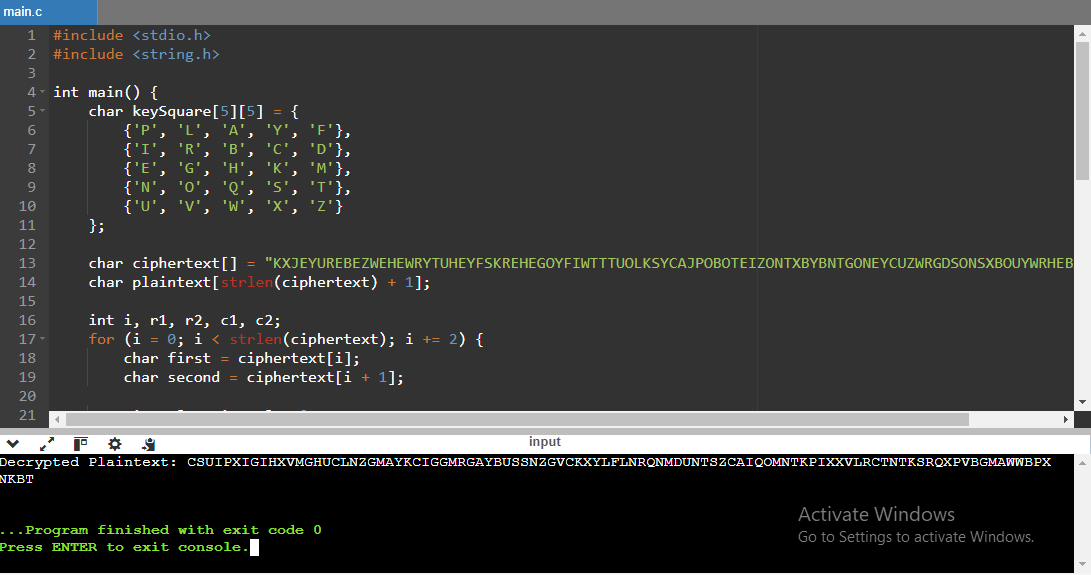 main.c
1 #include <stdio.h>
2 #include <string.h>
3
4 int main() {
5     char keySquare[5][5] = {
6         {'P', 'L', 'A', 'Y', 'F'},
7         {'I', 'R', 'B', 'C', 'D'},
8         {'E', 'G', 'H', 'K', 'M'},
9         {'N', 'O', 'Q', 'S', 'T'},
10         {'U', 'V', 'W', 'X', 'Z'}
11     };
12
13     char ciphertext[] = "KXJEYUREBEZWEHEWRYTUHEYFSKREHEGOYFIWTTTUOLKSYCAJPOBOTEIZONTXBYBNTGONEYCUZWRGDSONSXBOUYWRHEB
14     char plaintext[strlen(ciphertext) + 1];
15
16     int i, r1, r2, c1, c2;
17     for (i = 0; i < strlen(ciphertext); i += 2) {
18         char first = ciphertext[i];
19         char second = ciphertext[i + 1];
20
21
input
Decrypted Plaintext: CSUIPXIGIHXVMGHUCLNZGMAYKCIGGMRGAYBUSSNZGVCKXYLFLNRQNMDUNTSZCAIQOMNTKPIXXVLRCTNTKSRQXPVBGMAWWBPX
NKBT
...Program finished with exit code 0
Press ENTER to exit console.
Activate Windows
Go to Settings to activate Windows.